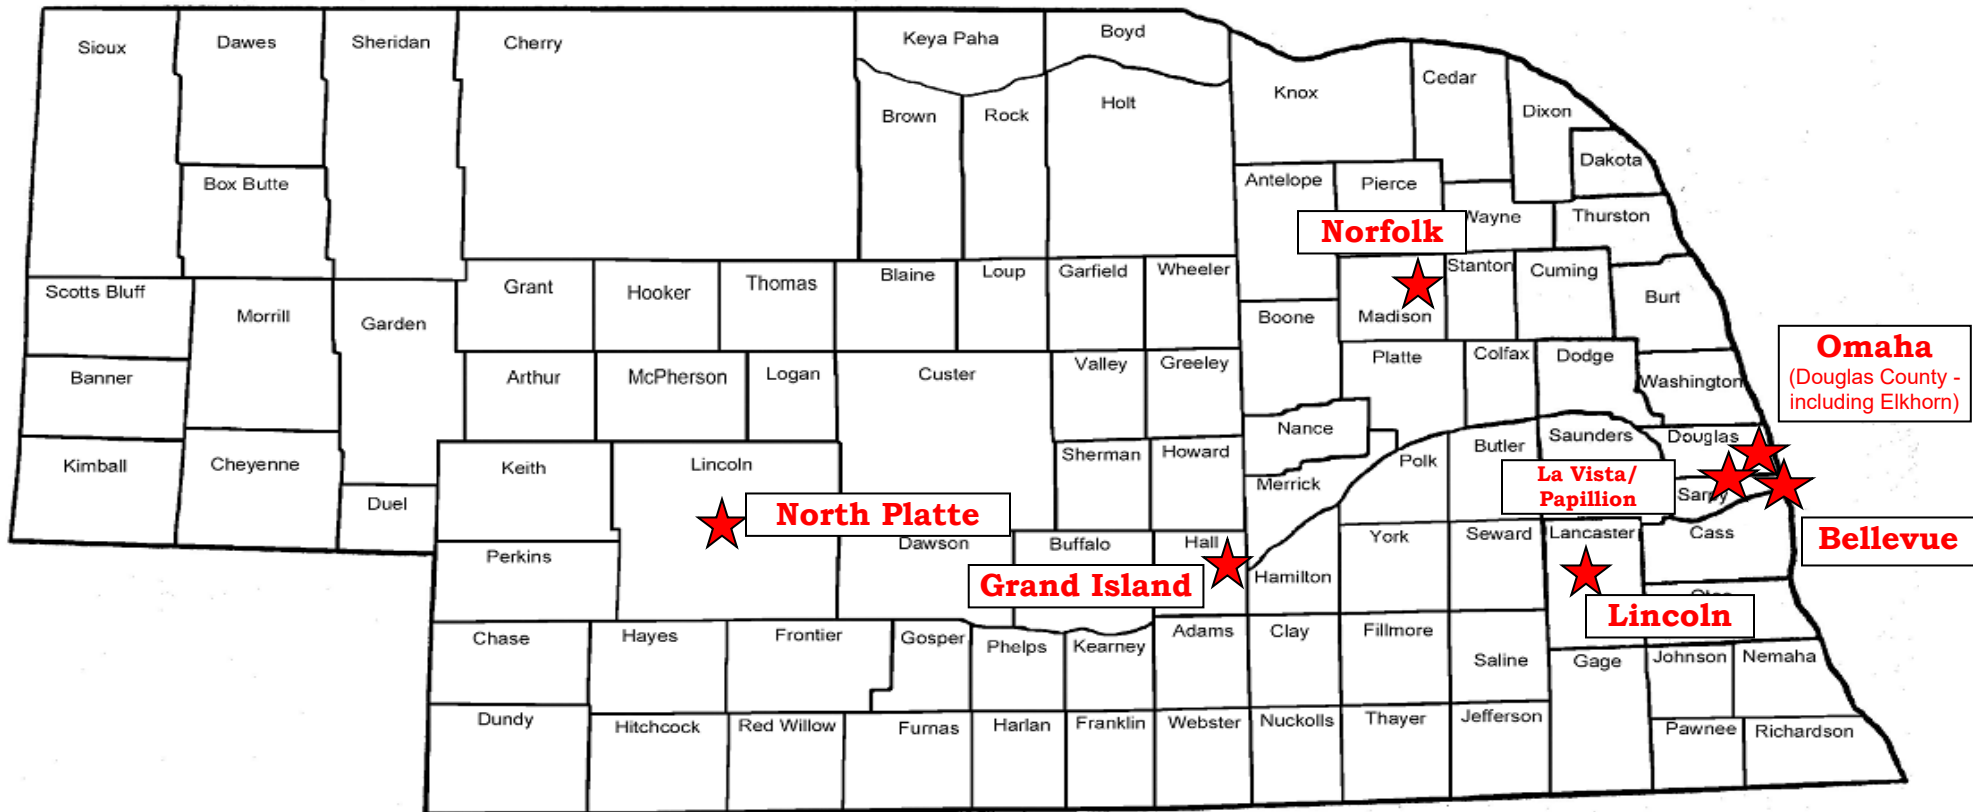 Sioux
Dawes
Sheridan
Cherry
Keya Paha
Boyd
Knox
Cedar
Dixon
Dakota
Box Butte
Brown
Rock
Holt
Antelope
Pierce
Wayne
Thurston
Norfolk
Scotts Bluff
Morrill
Garden
Grant
Hooker
Thomas
Blaine
Loup
Garfield
Wheeler
Boone
Madison
Stanton
Cuming
Burt
Banner
Arthur
McPherson
Logan
Custer
Valley
Greeley
Platte
Colfax
Dodge
Washington
Omaha
(Douglas County -
including Elkhorn)
Kimball
Cheyenne
Duel
Keith
Lincoln
Sherman
Howard
Nance
Merrick
Polk
Butler
Saunders
Douglas
La Vista/
Papillion
Sarpy
North Platte
Perkins
Dawson
Buffalo
Hall
Grand Island
Hamilton
York
Seward
Lancaster
Cass
Bellevue
Lincoln
Chase
Hayes
Frontier
Gosper
Phelps
Kearney
Adams
Clay
Fillmore
Saline
Gage
Johnson
Nemaha
Dundy
Hitchcock
Red Willow
Furnas
Harlan
Franklin
Webster
Nuckolls
Thayer
Jefferson
Pawnee
Richardson